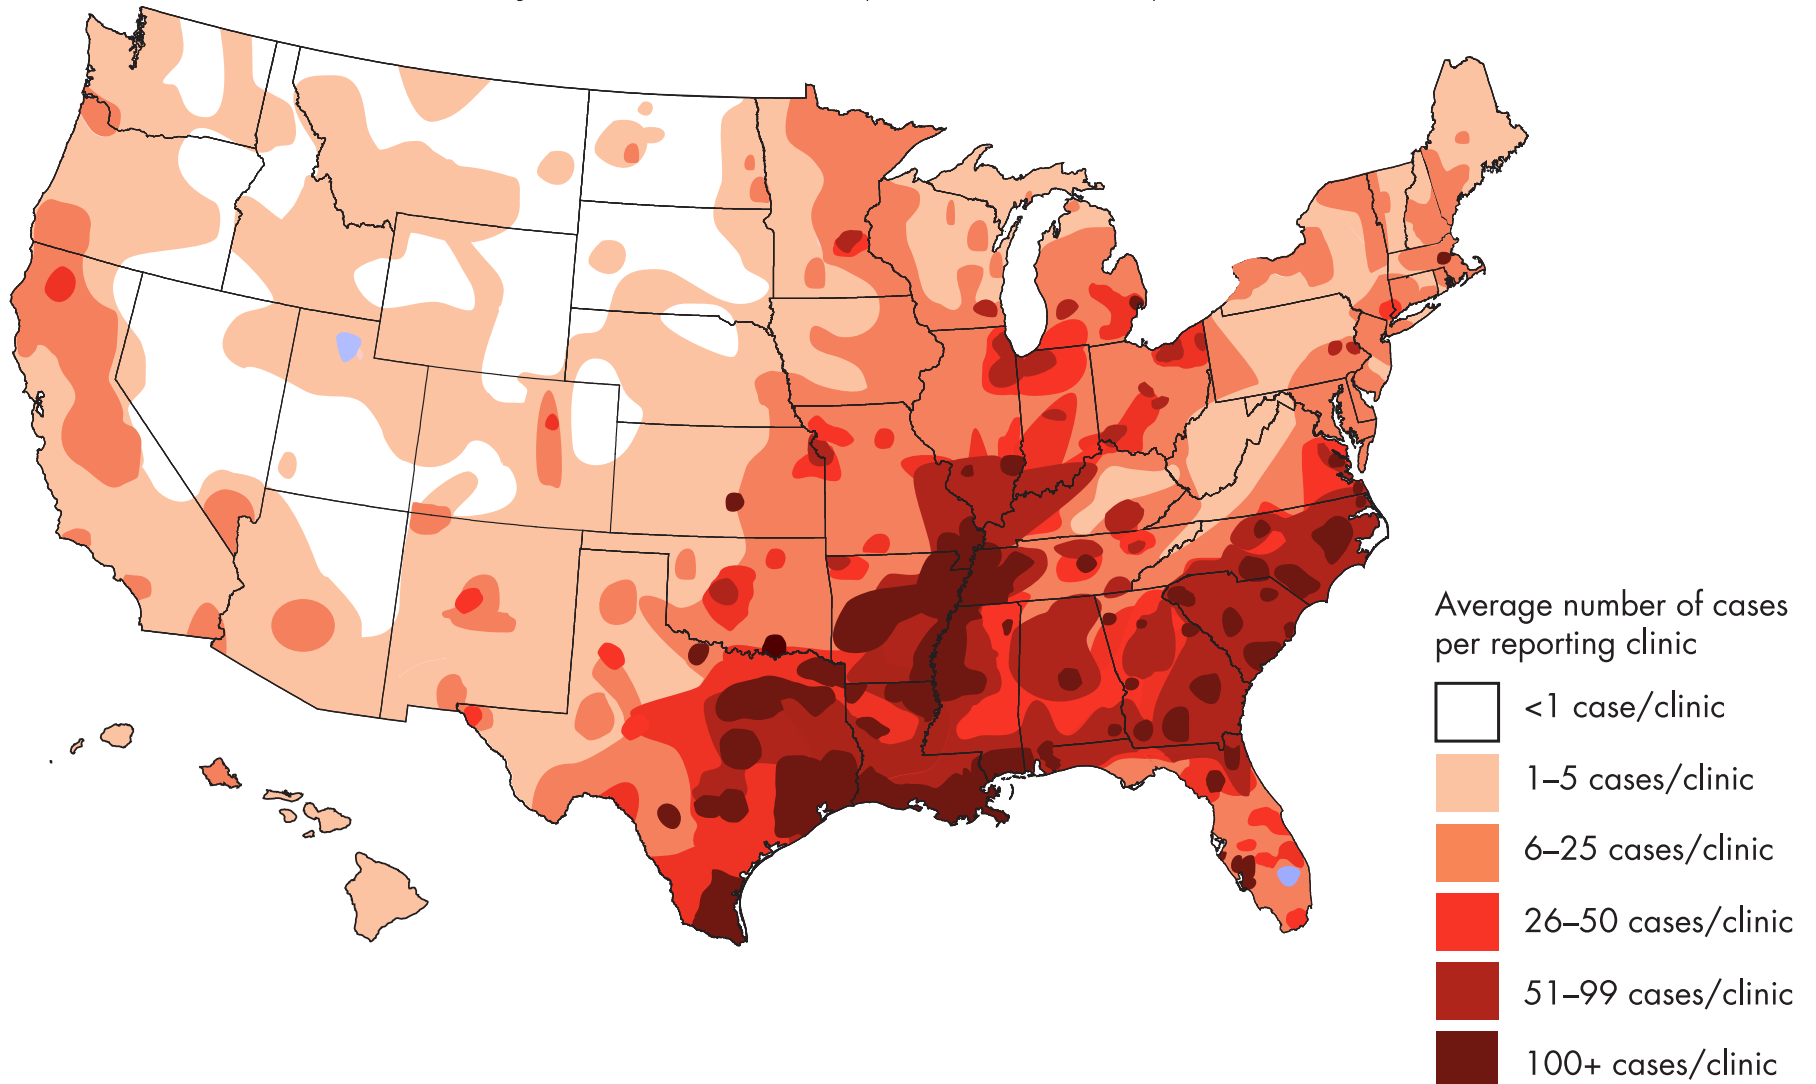 Average number of cases
per reporting clinic
<1 case/clinic
1–5 cases/clinic
6–25 cases/clinic
26–50 cases/clinic
51–99 cases/clinic
100+ cases/clinic